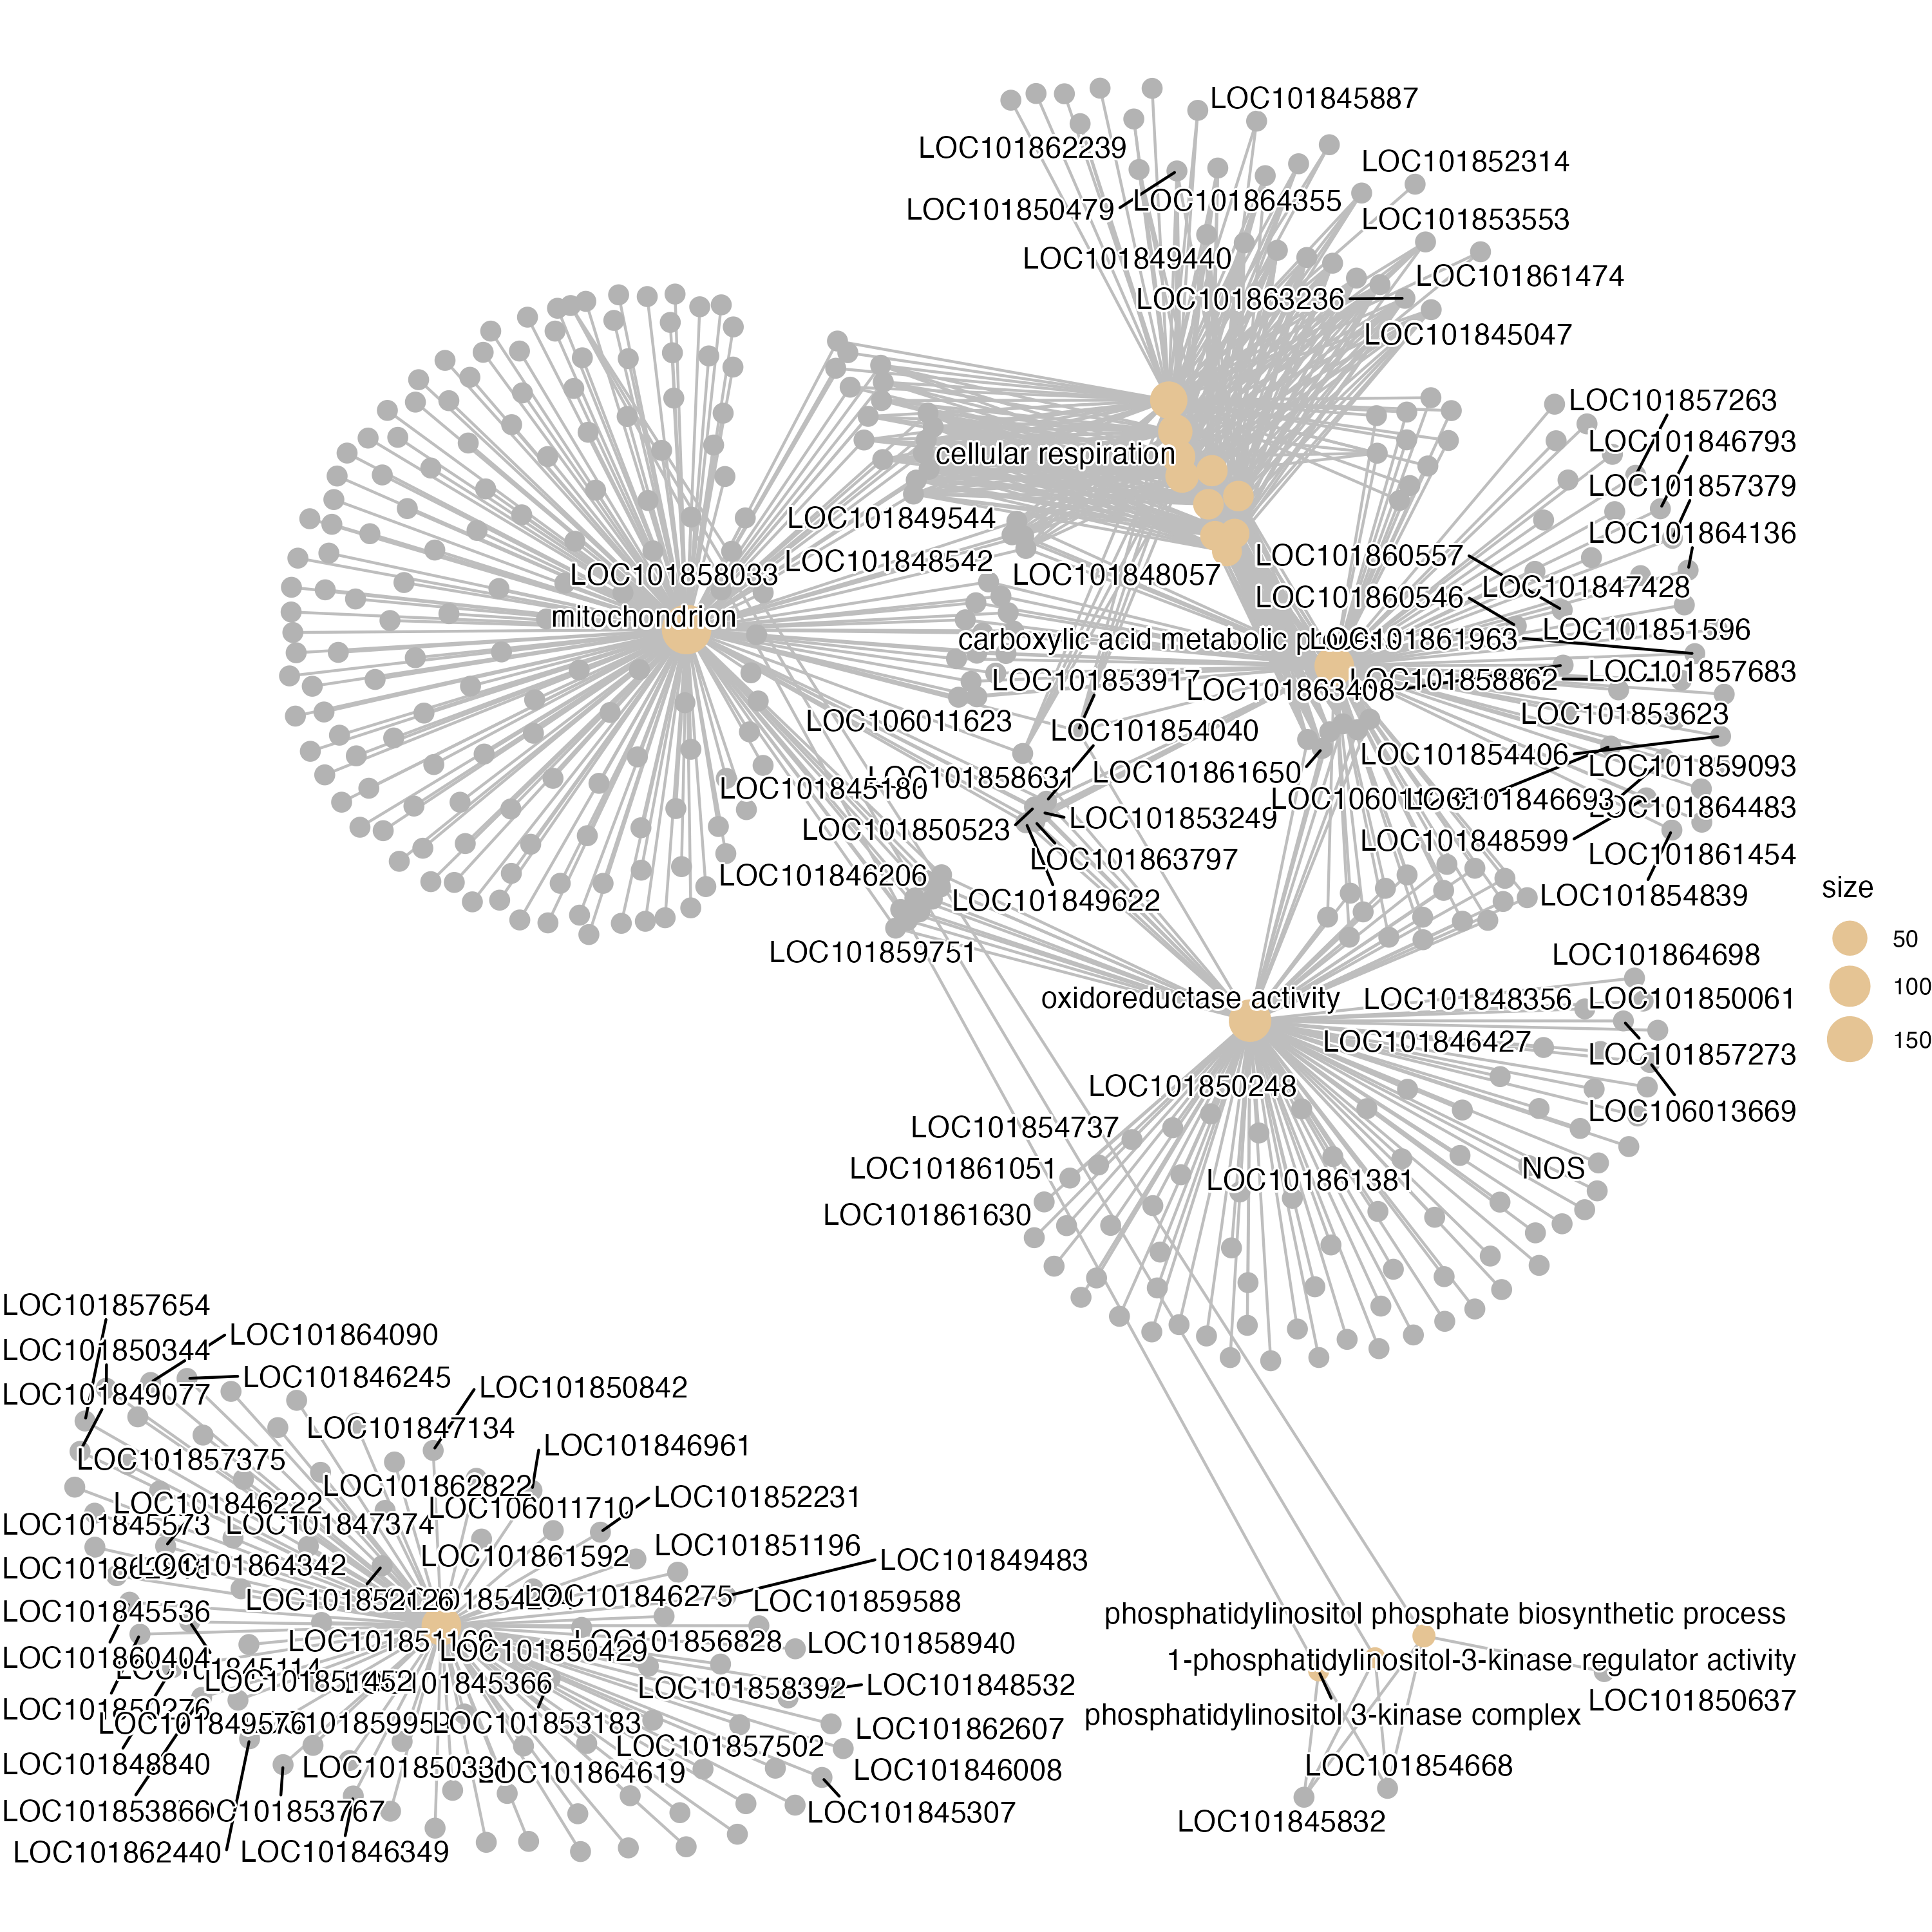 LOC101845887
LOC101862239
LOC101852314
LOC101864355
LOC101850479
LOC101853553
LOC101849440
LOC101861474
LOC101863236
LOC101845047
LOC101857263
LOC101846793
cellular respiration
LOC101857379
LOC101849544
LOC101864136
LOC101860557
LOC101848542
LOC101848057
LOC101858033
LOC101847428
LOC101860546
mitochondrion
LOC101851596
carboxylic acid metabolic
LOC101861963
LOC101857683
LOC101853917
LOC101858862
LOC101863408
LOC101853623
LOC106011623
LOC101854040
LOC101854406
LOC101859093
LOC101861650
LOC101858631
LOC101845180
LOC101846693
LOC101864483
LOC101853249
LOC101850523
LOC101848599
LOC101861454
LOC101863797
LOC101846206
size
LOC101849622
LOC101854839
50
LOC101859751
LOC101864698
100
oxidoreductase activity
LOC101848356
LOC101850061
150
LOC101846427
LOC101857273
LOC101850248
LOC106013669
LOC101854737
LOC101861051
NOS
LOC101861381
LOC101861630
LOC101857654
LOC101864090
LOC101850344
LOC101846245
LOC101850842
LOC101849077
LOC101847134
LOC101846961
LOC101857375
LOC101862822
LOC101852231
LOC101846222
LOC106011710
LOC101845573
LOC101847374
LOC101851196
LOC101861592
LOC101849483
LOC101864342
LOC101846275
LOC101852126
LOC101859588
LOC101845536
phosphatidylinositol phosphate biosynthetic process
LOC101856828
LOC101858940
LOC101850429
LOC101860404
1-phosphatidylinositol-3-kinase regulator activity
LOC101851452
LOC101845366
LOC101858392
LOC101848532
LOC101850637
LOC101850276
phosphatidylinositol 3-kinase complex
LOC101849576
LOC101853183
LOC101862607
LOC101857502
LOC101848840
LOC101850331
LOC101864619
LOC101846008
LOC101854668
LOC101853866
LOC101853767
LOC101845307
LOC101845832
LOC101862440
LOC101846349